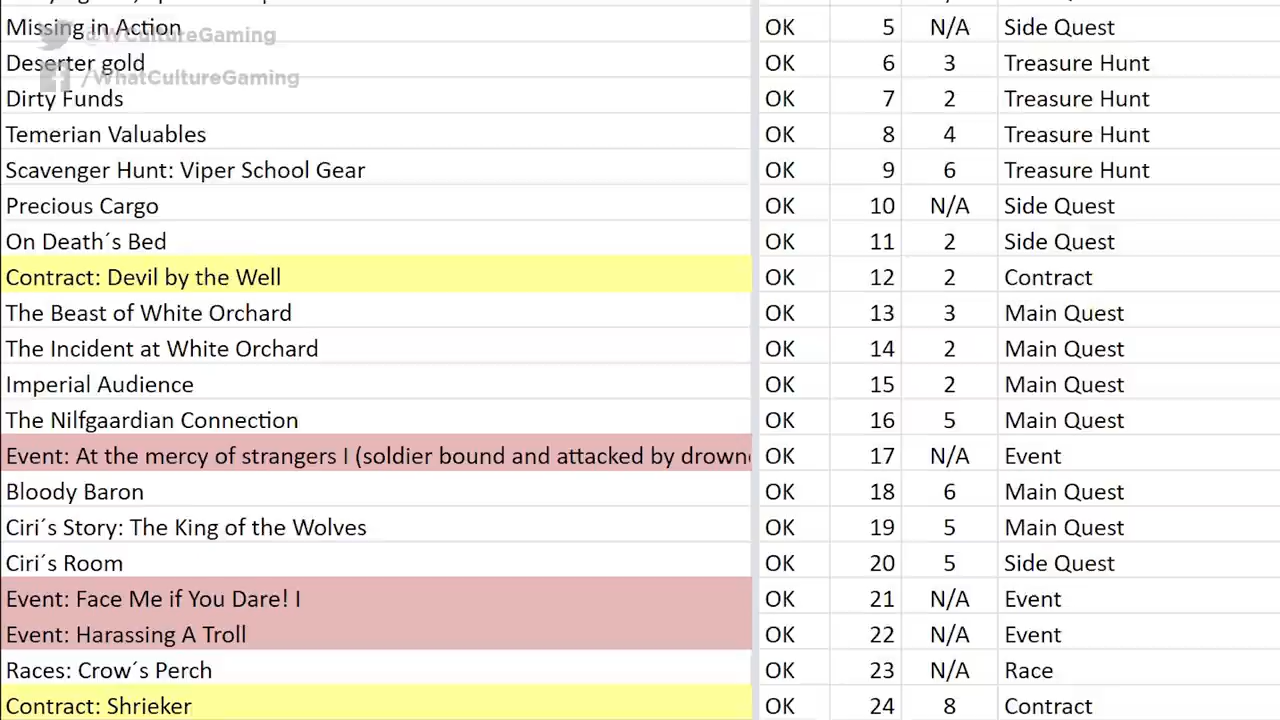 Missing in Action OK 5 N/A Side Quest
@WCultureGaming
Deserter gold OK 6 3 Treasure Hunt
/WhatCultureGaming
Dirty Funds OK 7 2 Treasure Hunt
Temerian Valuables OK 8 4 Treasure Hunt
Scavenger Hunt: Viper School Gear OK 9 6 Treasure Hunt
Precious Cargo OK 10 N/A Side Quest
On Death´s Bed OK 11 2 Side Quest
Contract: Devil by the Well OK 12 2 Contract
The Beast of White Orchard OK 13 3 Main Quest
The Incident at White Orchard OK 14 2 Main Quest
Imperial Audience OK 15 2 Main Quest
The Nilfgaardian Connection OK 16 5 Main Quest
Event: At the mercy of strangers I (soldier bound and attacked by drowne OK 17 N/A Event
Bloody Baron OK 18 6 Main Quest
Ciri´s Story: The King of the Wolves OK 19 5 Main Quest
Ciri´s Room OK 20 5 Side Quest
Event: Face Me if You Dare! I OK 21 N/A Event
Event: Harassing A Troll OK 22 N/A Event
Races: Crow´s Perch OK 23 N/A Race
Contract: Shrieker OK 24 8 Contract